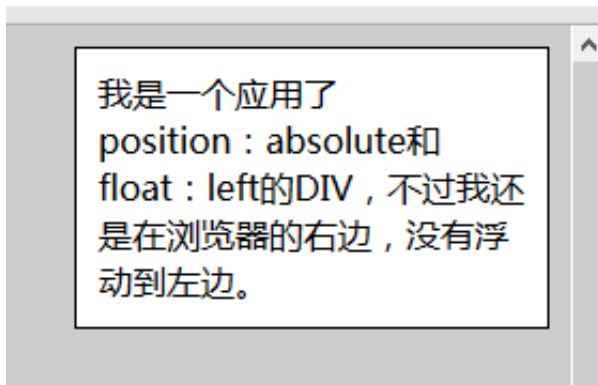 我是一个应用了
position：absolute和
float：left的DIV，不过我还
是在浏览器的右边，没有浮
动到左边。